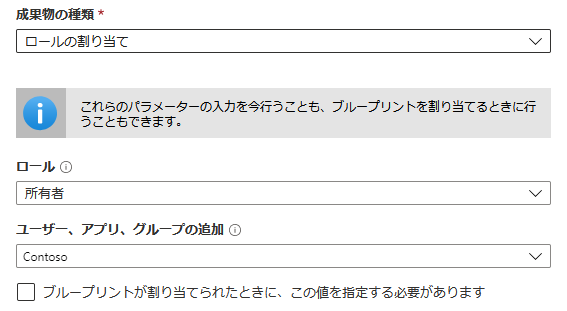 成果物の種類 *
ロールの割り当て
これらのパラメーターの入力を今行うことも、ブループリントを割り当てるときに行
うこともできます。
ロール
所有者
ユーザー、アプリ、グループの追加
Contoso
ブループリントが割り当てられたときに、この値を指定する必要があります